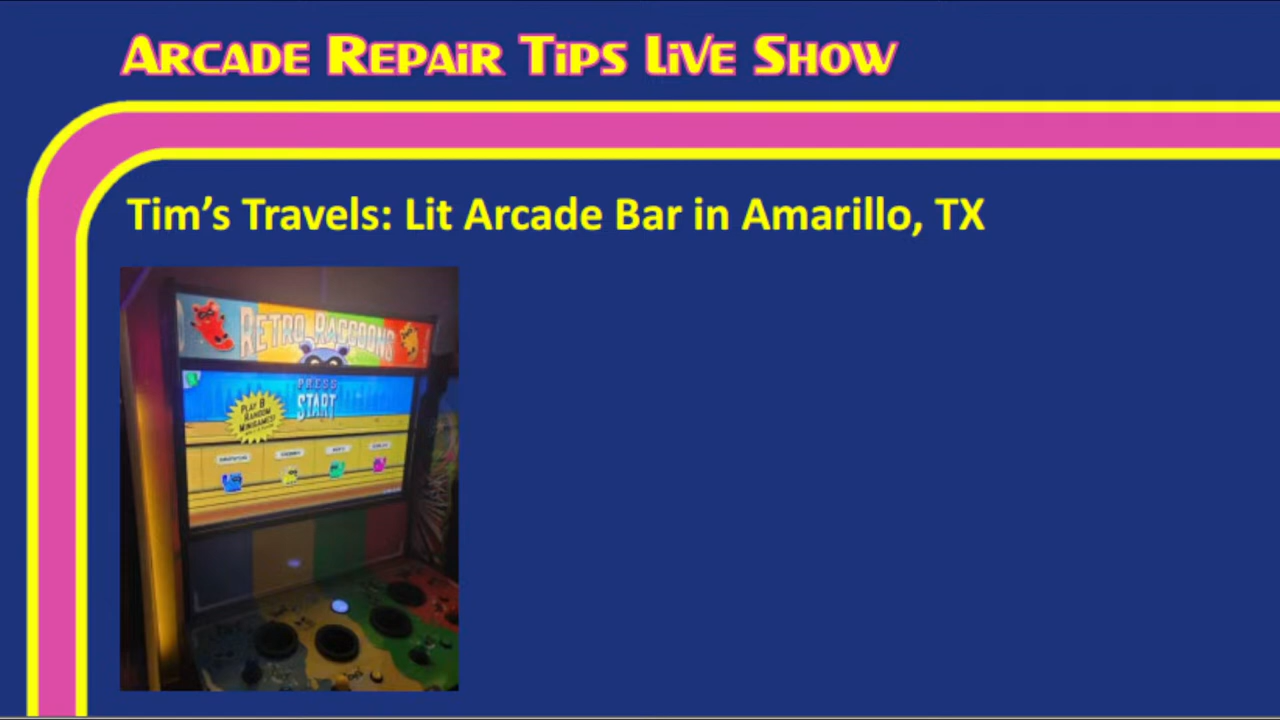 Arcade Repair Tips Live Show
Tim's Travels: Lit Arcade Bar in Amarillo, TX
RETRO RACCOONS
PRESS
START
PLAY 8
RANDOM
MINIGAMES!